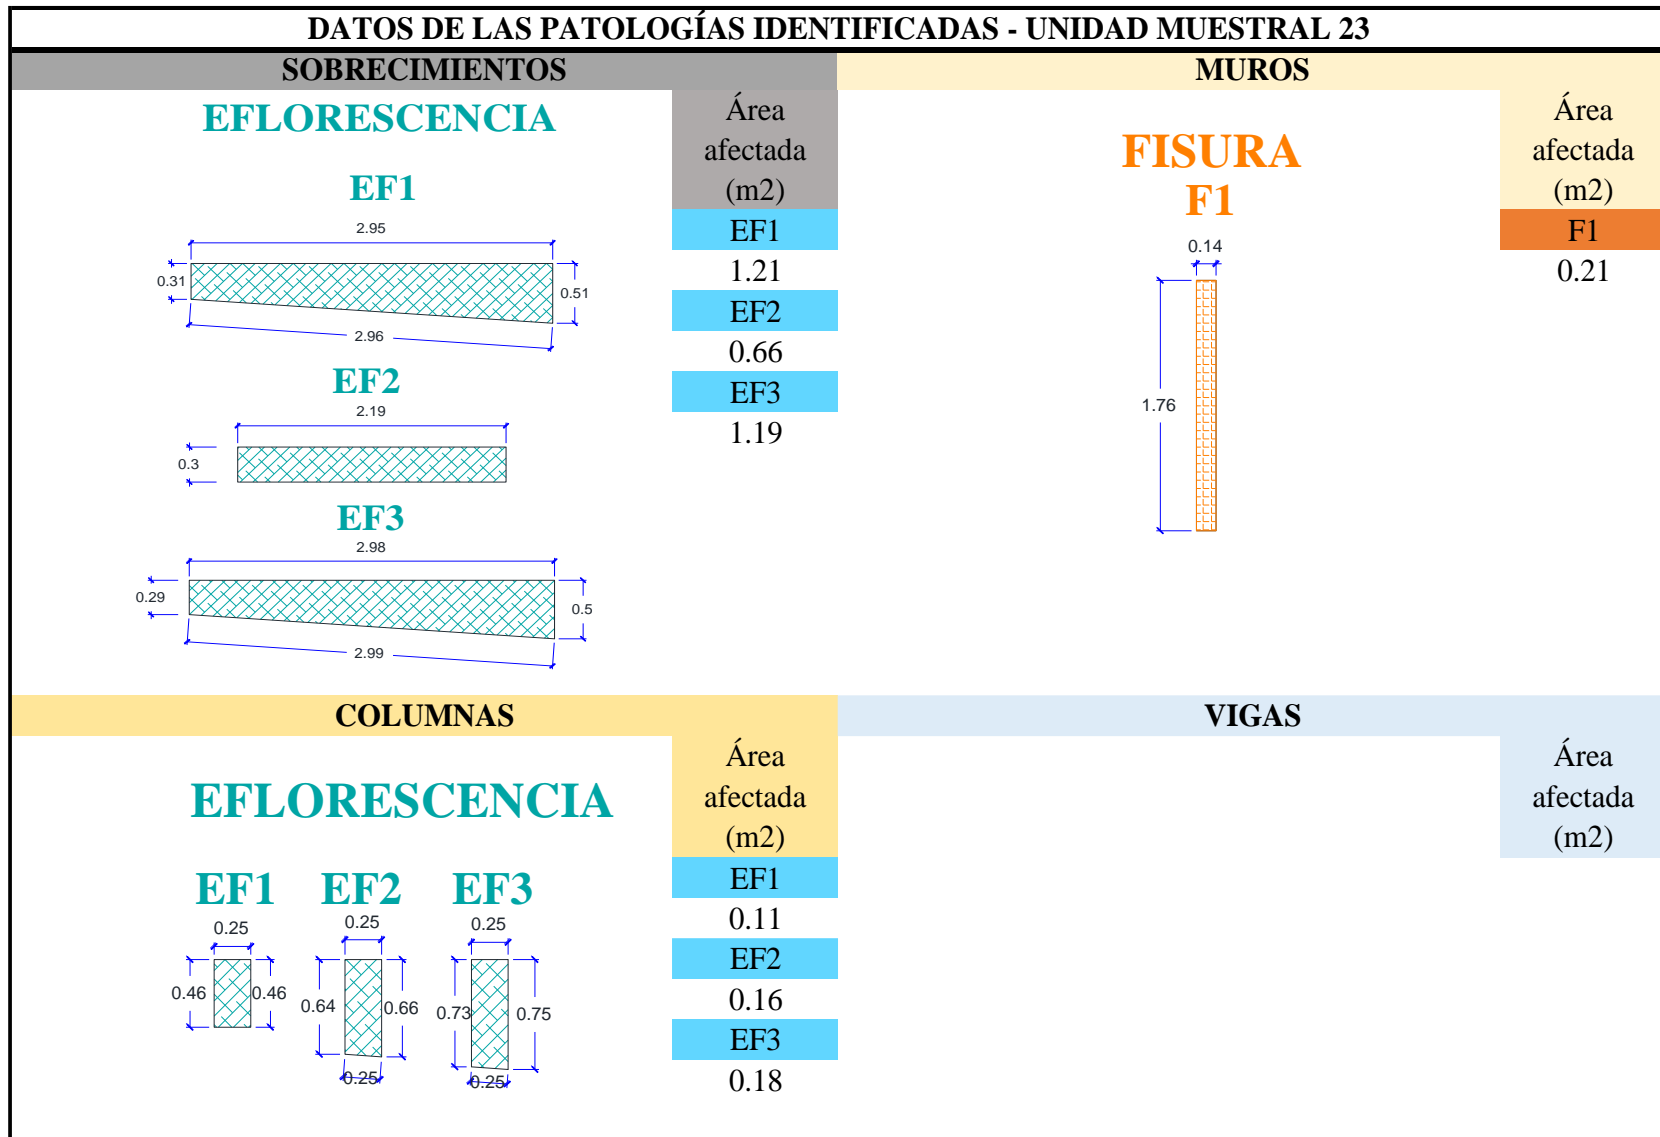 DATOS DE LAS PATOLOGÍAS IDENTIFICADAS - UNIDAD MUESTRAL 23
SOBRECIMIENTOS
EFLORESCENCIA
Área
afectada
(m2)
EF1
2.95
0.31
0.51
2.96
EF2
2.19
0.3
EF3
2.98
0.29
0.5
2.99
EF1
1.21
EF2
0.66
EF3
1.19
MUROS
FISURA
F1
0.14
1.76
Área
afectada
(m2)
F1
0.21
COLUMNAS
EFLORESCENCIA
EF1 EF2 EF3
0.25 0.25 0.25
0.46 0.46 0.64 0.66 0.73 0.75
0.25 0.25
Área
afectada
(m2)
EF1
0.11
EF2
0.16
EF3
0.18
VIGAS
Área
afectada
(m2)